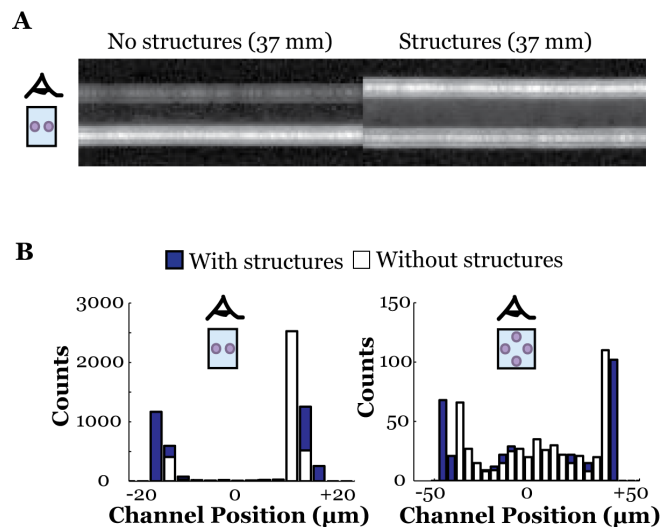 A
No structures (37 mm)
Structures (37 mm)
B
With structures
Without structures
3000
2000
1000
0
Counts
-20
0
+20
Channel Position (µm)
150
100
50
0
Counts
-50
0
+50
Channel Position (µm)